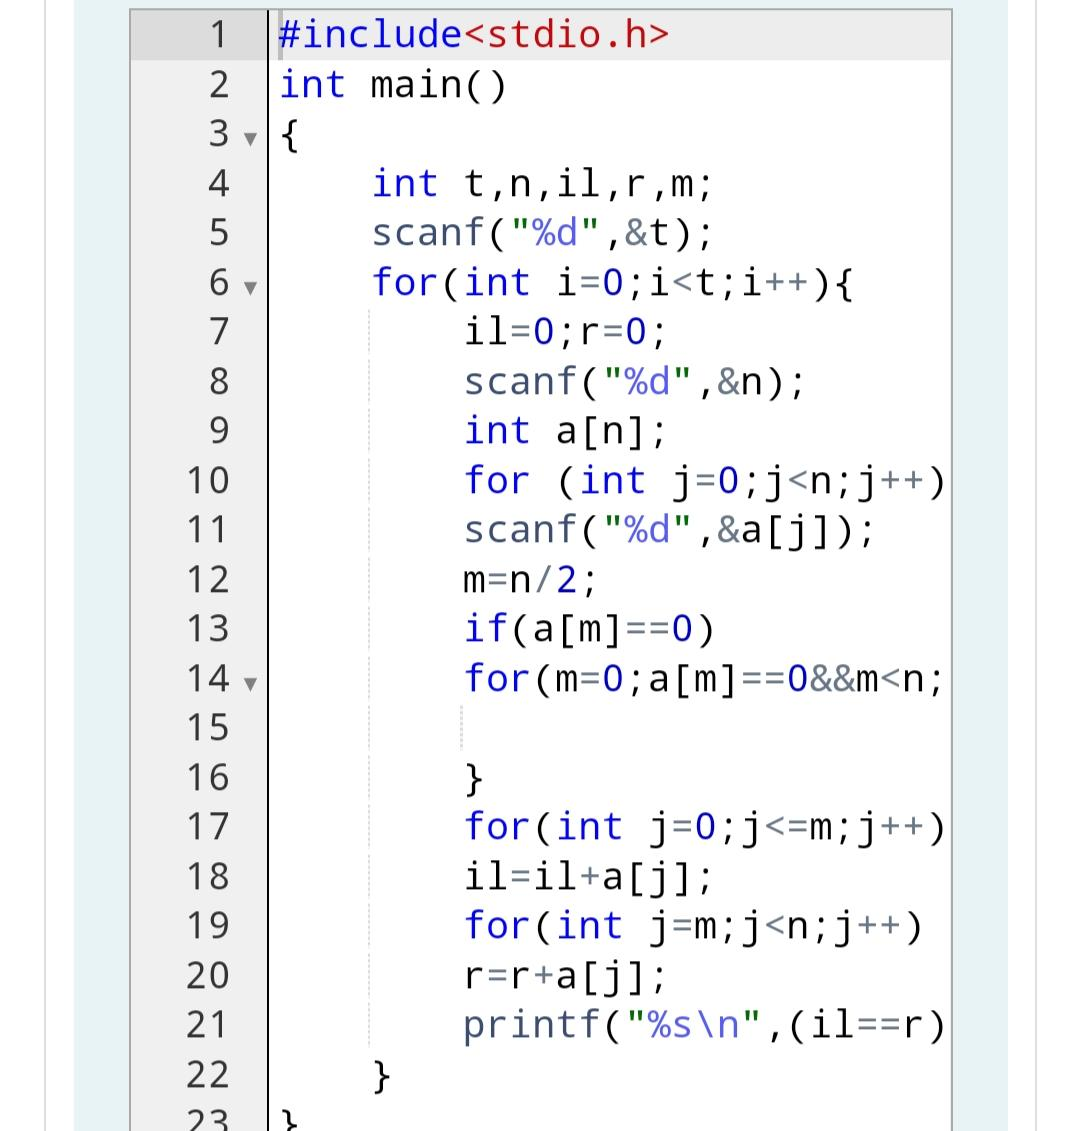 1 #include<stdio.h>
2 int main()
3 {
4 int t,n,il,r,m;
5 scanf("%d",&t);
6 for(int i=0;i<t;i++){
7 il=0;r=0;
8 scanf("%d",&n);
9 int a[n];
10 for (int j=0;j<n;j++)
11 scanf("%d",&a[j]);
12 m=n/2;
13 if(a[m]==0)
14 for(m=0;a[m]==0&&m<n;
15
16 }
17 for(int j=0;j<=m;j++)
18 il=il+a[j];
19 for(int j=m;j<n;j++)
20 r=r+a[j];
21 printf("%s\n",(il==r)
22 }
23 }